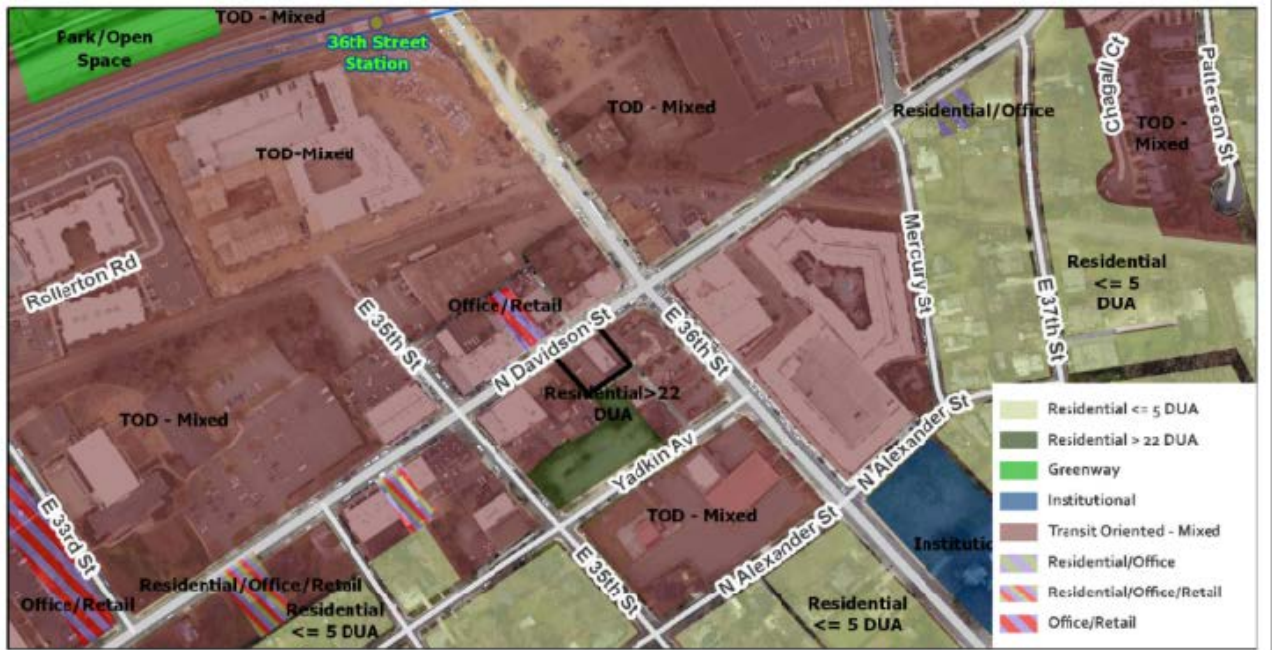 TOD - Mixed
Park/Open
Space
36th Street
Station
TOD - Mixed
Residential/Office
Chagall Ct
Patterson St
TOD -
Mixed
TOD-Mixed
Rollerton Rd
Mercury St
Residential
<= 5
DUA
E 37th St
Office/Retail
E 35th St
N Davidson St
E 36th St
Residential>22
DUA
TOD - Mixed
Yadkin Av
N Alexander St
E 33rd St
TOD - Mixed
N Alexander St
Institutio
Office/Retail
Residential/Office/Retail
Residential
<= 5 DUA
E 35th St
Residential
<= 5 DUA
Residential <= 5 DUA
Residential > 22 DUA
Greenway
Institutional
Transit Oriented - Mixed
Residential/Office
Residential/Office/Retail
Office/Retail